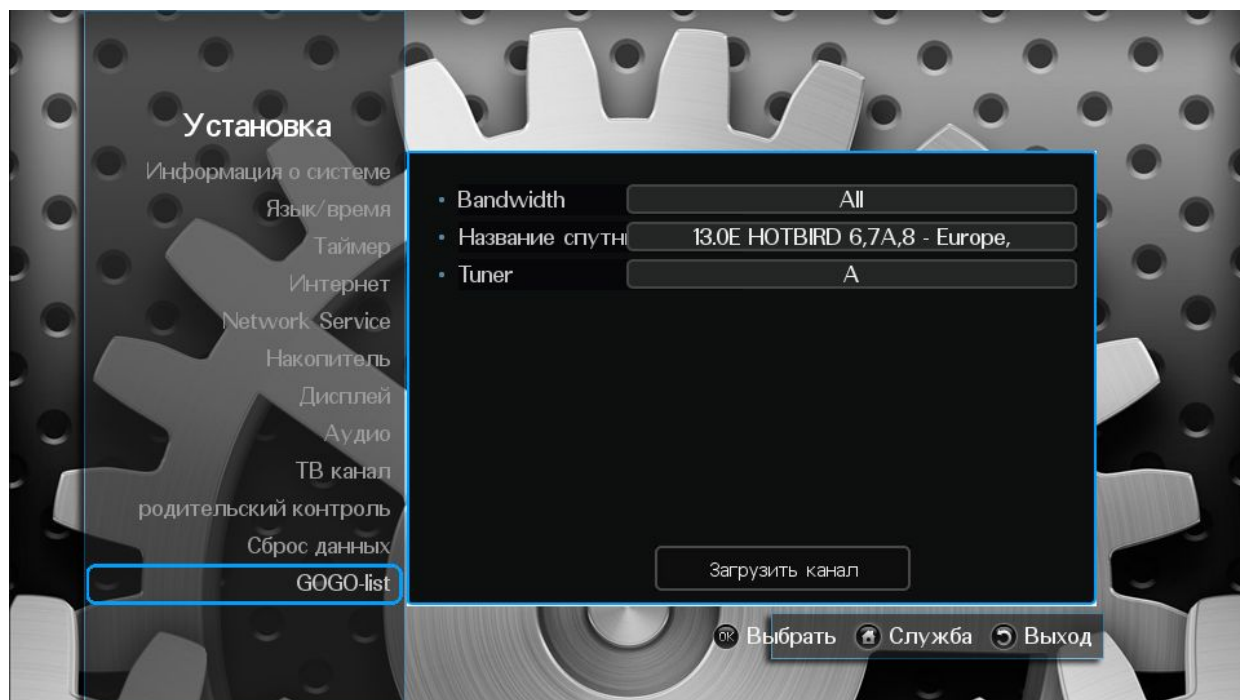 Установка
Информация о системе
Язык/время
Таймер
Интернет
Network Service
Накопитель
Дисплей
Аудио
ТВ канал
родительский контроль
Сброс данных
GOGO-list
Bandwidth All
Название спутн 13.0E HOTBIRD 6,7A,8 - Europe,
Tuner A
Загрузить канал
OK Выбрать Служба Выход